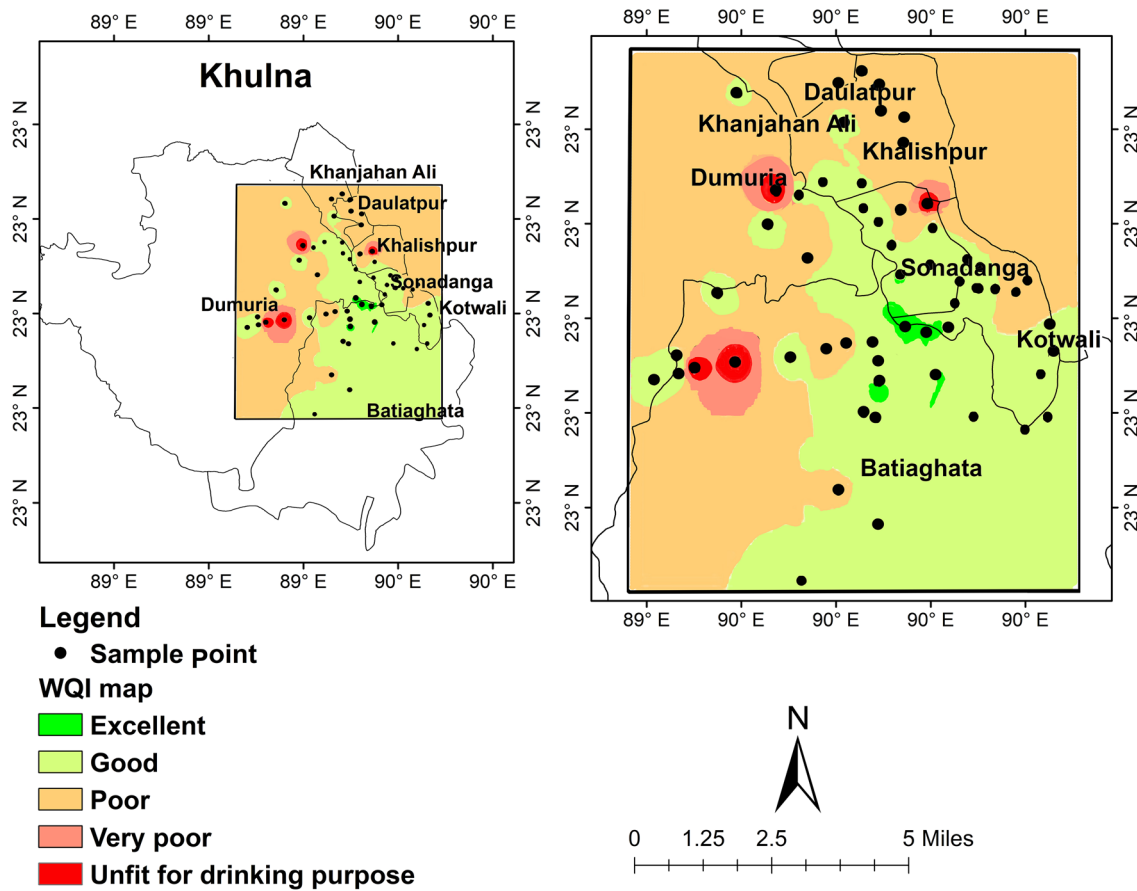 89° E 89° E 89° E 90° E 90° E
Khulna
23° N
23° N
23° N
23° N
23° N
23° N
23° N
23° N
23° N
23° N
Khanjahan Ali
Daulatpur
Khalishpur
Sonadanga
Dumuria
Kotwali
Batiaghata
89° E 89° E 89° E 90° E 90° E
89° E 90° E 90° E 90° E 90° E
23° N
23° N
23° N
23° N
23° N
23° N
23° N
23° N
23° N
23° N
Daulatpur
Khanjahan Ali
Khalishpur
Dumuria
Sonadanga
Kotwali
Batiaghata
89° E 90° E 90° E 90° E 90° E
Legend
Sample point
WQI map
Excellent
Good
Poor
Very poor
Unfit for drinking purpose
N
0 1.25 2.5 5 Miles